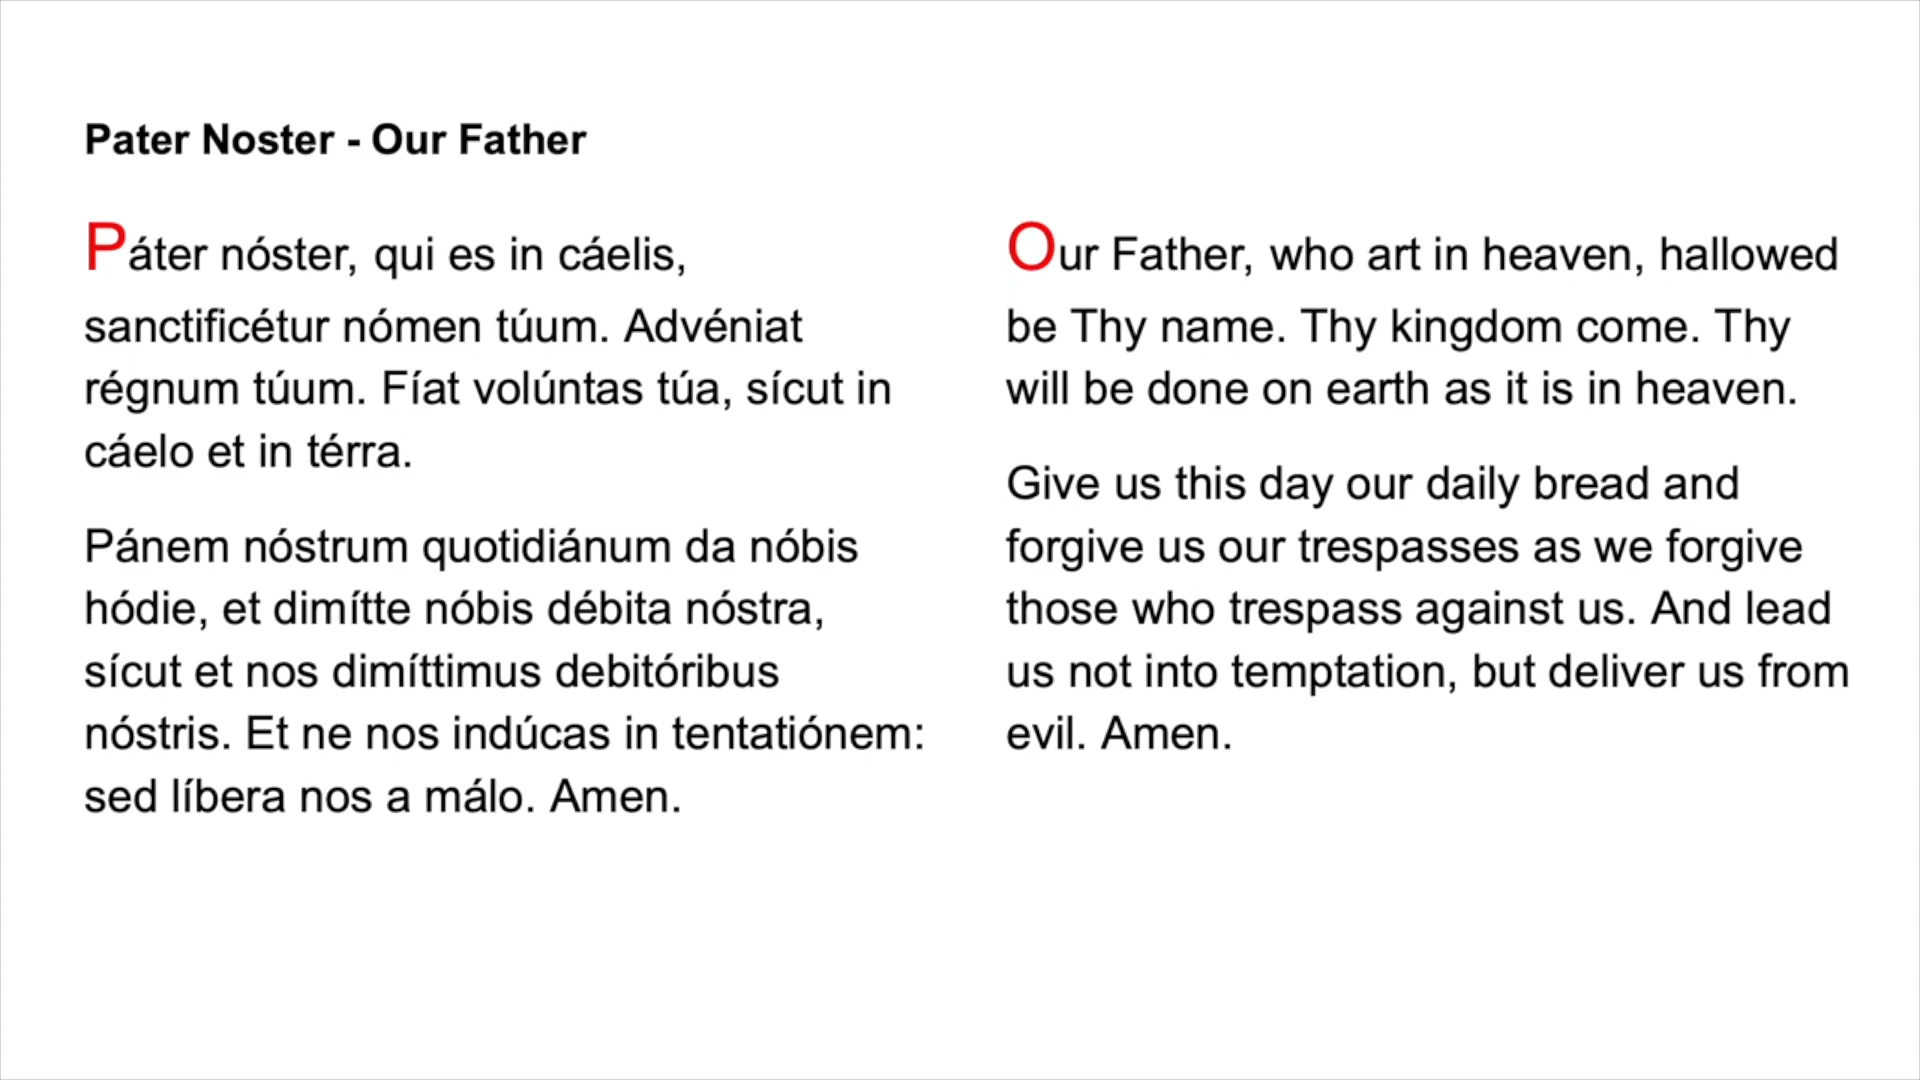 Pater Noster - Our Father
Páter nóster, qui es in cáelis,
sanctificétur nómen túum. Advéniat
régnum túum. Fíat volúntas túa, sícut in
cáelo et in térra.
Pánem nóstrum quotidiánum da nóbis
hódie, et dimítte nóbis débita nóstra,
sícut et nos dimíttimus debitóribus
nóstris. Et ne nos indúcas in tentatiónem:
sed líbera nos a málo. Amen.
Our Father, who art in heaven, hallowed
be Thy name. Thy kingdom come. Thy
will be done on earth as it is in heaven.
Give us this day our daily bread and
forgive us our trespasses as we forgive
those who trespass against us. And lead
us not into temptation, but deliver us from
evil. Amen.